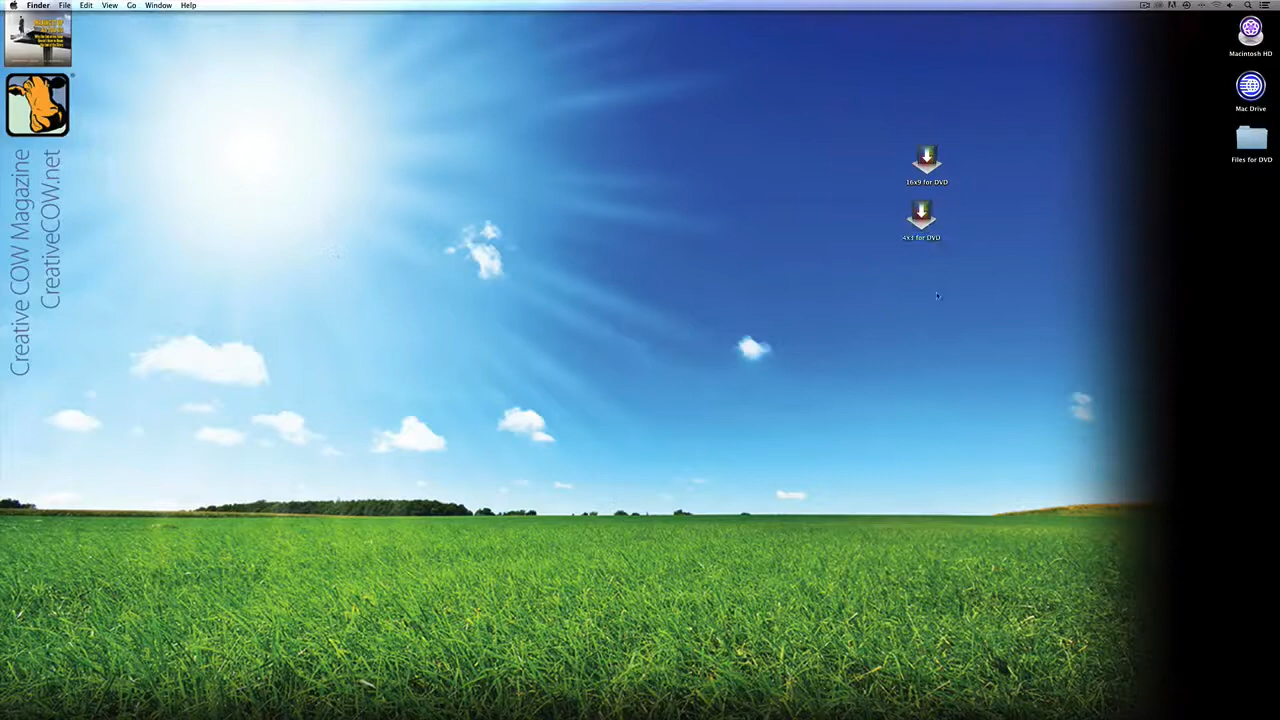 Finder File Edit View Go Window Help
Creative COW Magazine
CreativeCOW.net
Macintosh HD
Mac Drive
Files for DVD
16x9 for DVD
4x3 for DVD